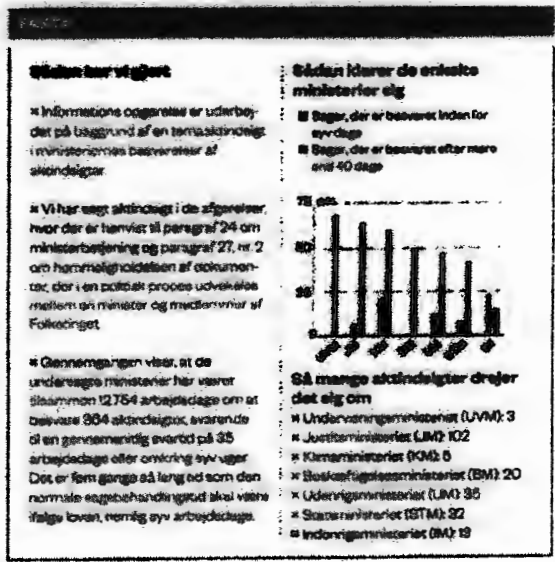 FAKTA
Sådan har vi gjort
× Informations opgørelse er udarbej-
det på baggrund af en temaaktindsigt
i ministeriernes besvarelser af
aktindsigter.
× Vi har søgt aktindsigt i de afgørelser,
hvor der er henvist til paragraf 24 om
ministerbetjening og paragraf 27, nr. 2
om hemmeligholdelsen af dokumen-
ter, der i en politisk proces udveksles
mellem en minister og medlemmer af
Folketinget.
× Gennemgangen viser, at de
undersøgte ministerier har været
tilsammen 12754 arbejdsdage om at
besvare 364 aktindsigter, svarende
til en gennemsnitlig svartid på 35
arbejdsdage eller omkring syv uger.
Det er fem gange så lang tid som den
normale sagsbehandlingstid skal være
ifølge loven, nemlig syv arbejdsdage.
Sådan klarer de enkelte
ministerier sig
Sager, der er besvaret inden for
syv dage
Sager, der er besvaret efter mere
end 40 dage
75 pct.
50
25
0
Så mange aktindsigter drejer
det sig om
× Undervisningsministeriet (UVM): 3
× Justitsministeriet (JM): 102
× Klimaministeriet (KM): 5
× Beskæftigelsesministeriet (BM): 20
× Udenrigsministeriet (UM): 35
× Statsministeriet (STM): 32
× Indenrigsministeriet (IM): 19